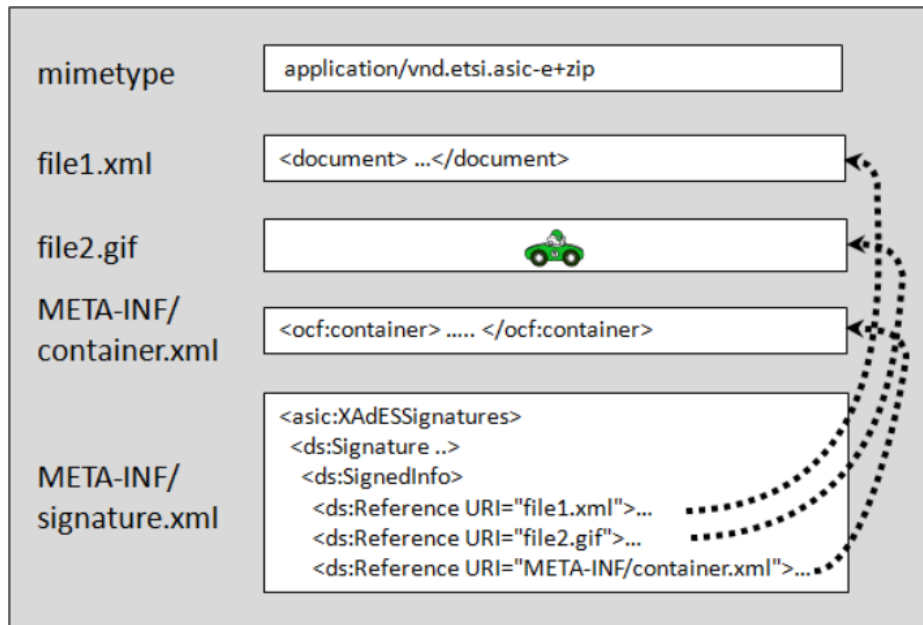 mimetype
application/vnd.etsi.asic-e+zip
file1.xml
<document> ...</document>
file2.gif
META-INF/
container.xml
<ocf:container> ..... </ocf:container>
META-INF/
signature.xml
<asic:XAdESSignatures>
<ds:Signature ..>
<ds:SignedInfo>
<ds:Reference URI="file1.xml">...
<ds:Reference URI="file2.gif">...
<ds:Reference URI="META-INF/container.xml">...